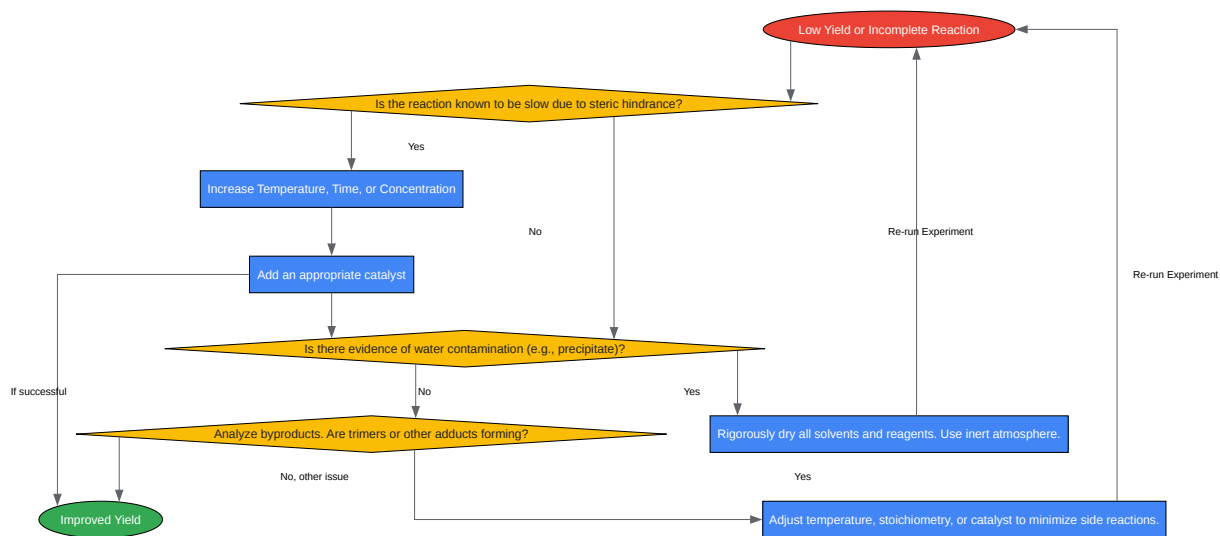 Low Yield or Incomplete Reaction
Is the reaction known to be slow due to steric hindrance?
Yes
Increase Temperature, Time, or Concentration
No
Re-run Experiment
Add an appropriate catalyst
Re-run Experiment
Is there evidence of water contamination (e.g., precipitate)?
If successful
No
Yes
Analyze byproducts. Are trimers or other adducts forming?
Rigorously dry all solvents and reagents. Use inert atmosphere.
No, other issue
Yes
Improved Yield
Adjust temperature, stoichiometry, or catalyst to minimize side reactions.